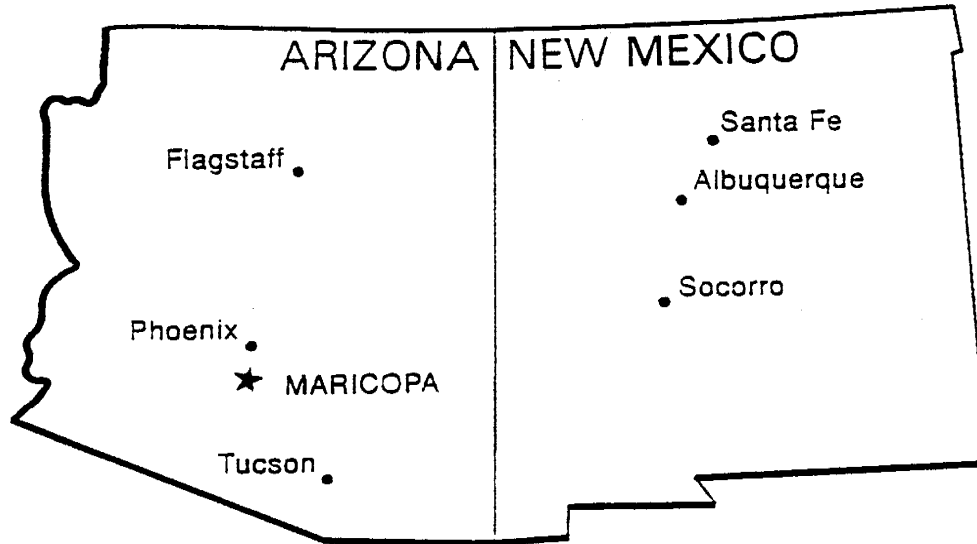 ARIZONA NEW MEXICO
Santa Fe
Flagstaff
Albuquerque
Socorro
Phoenix
MARICOPA
Tucson